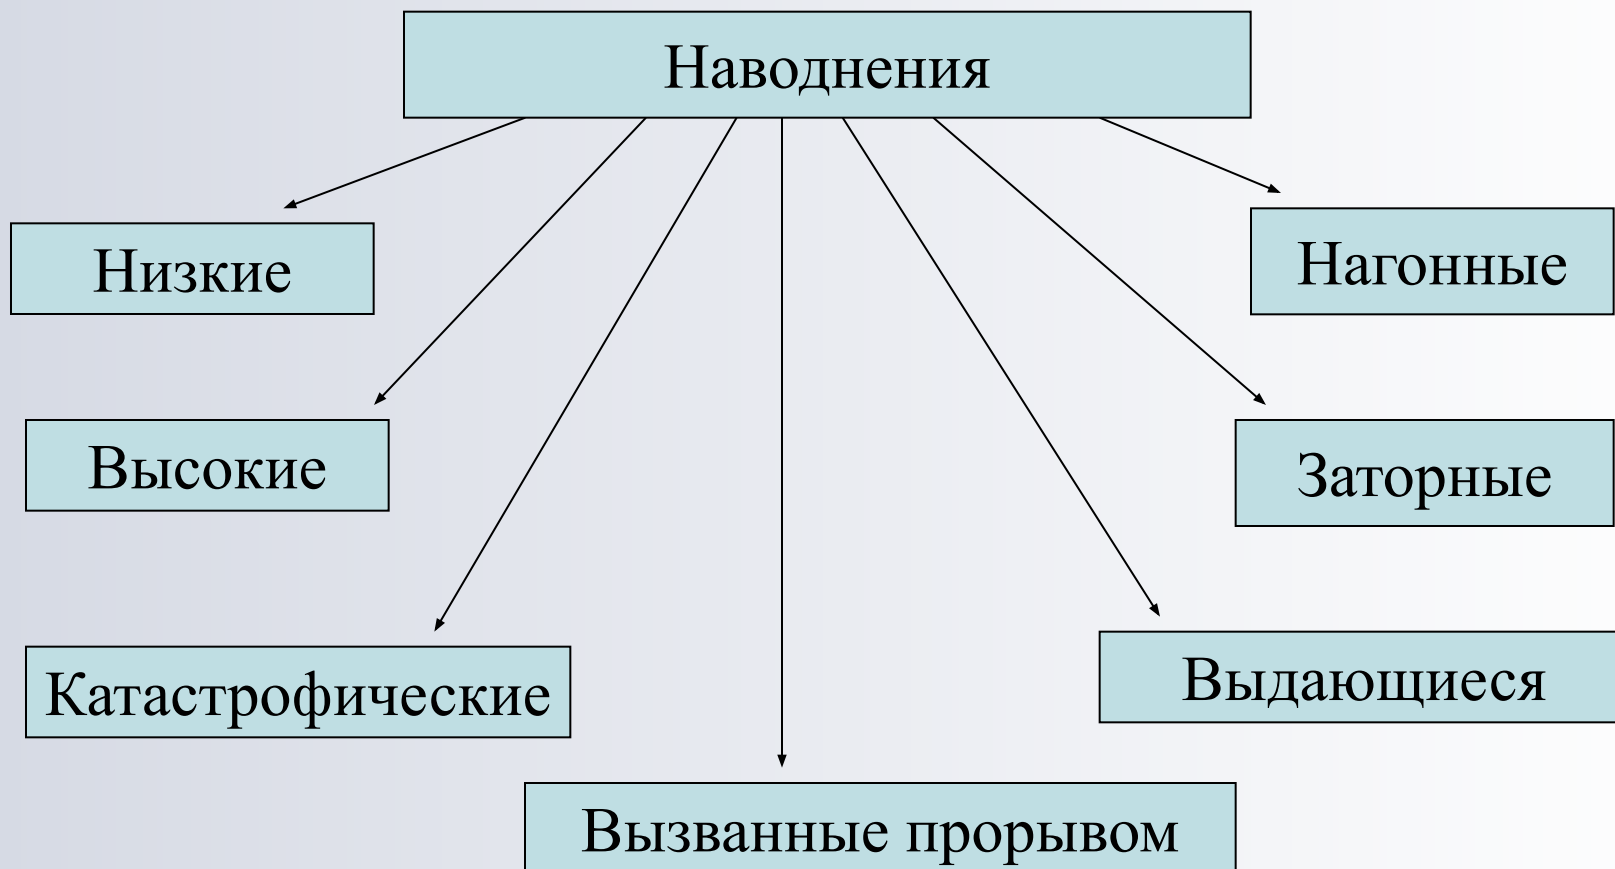 Наводнения
Низкие
Нагонные
Высокие
Заторные
Катастрофические
Выдающиеся
Вызванные прорывом